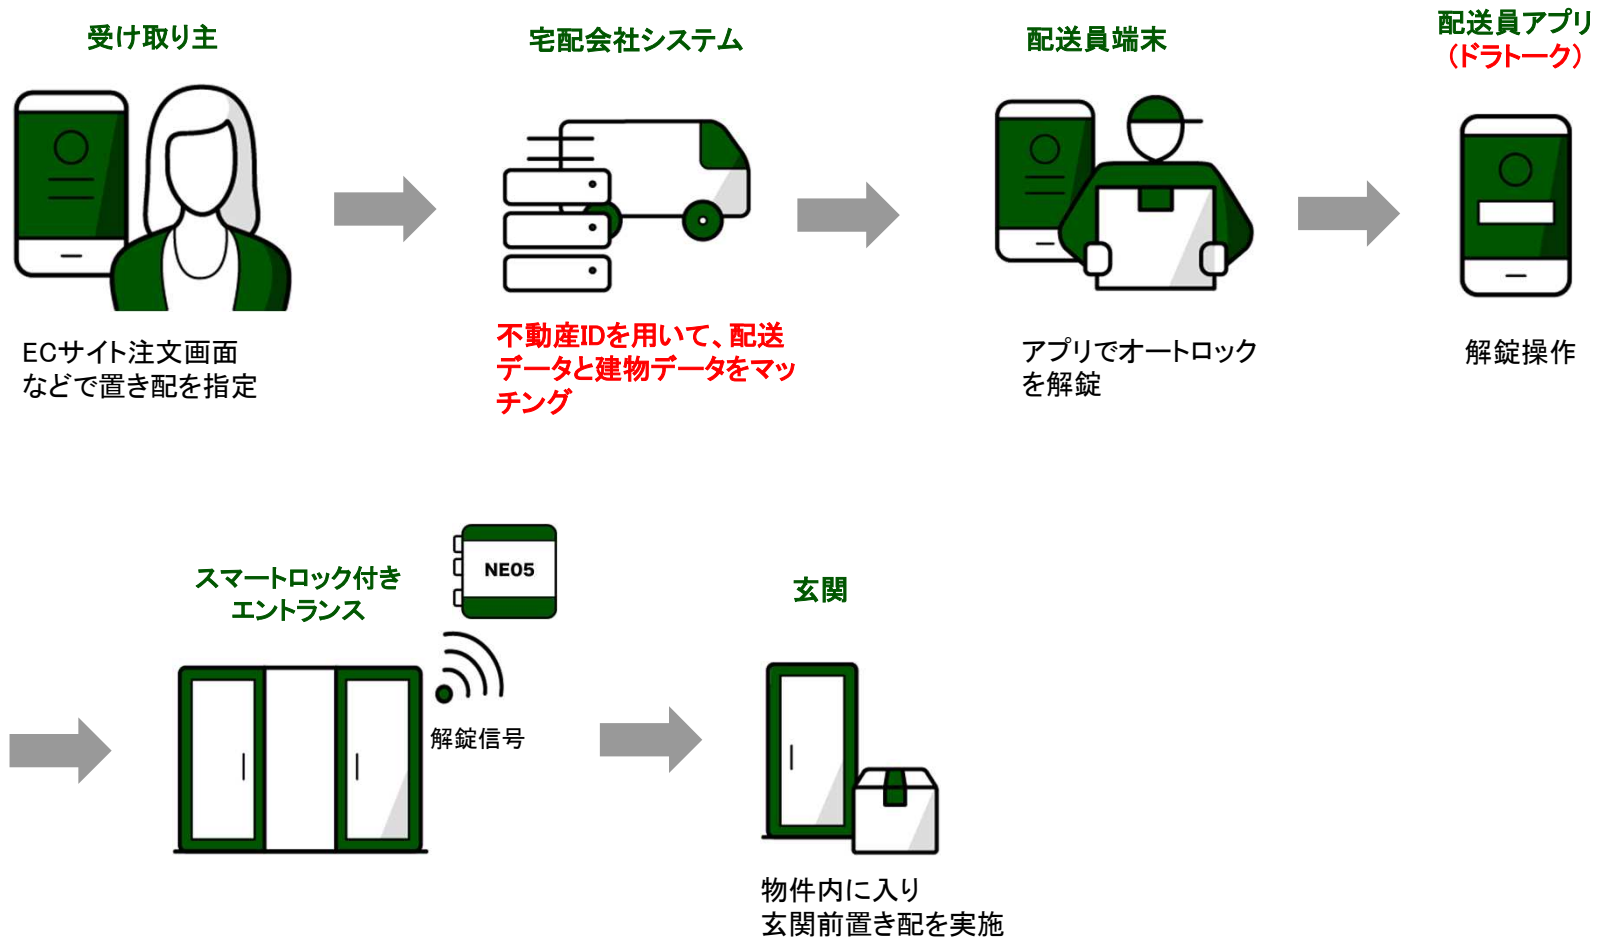 受け取り主
宅配会社システム
配送員端末
配送員アプリ
(ドラトーク)
ECサイト注文画面
などで置き配を指定
不動産IDを用いて、配送
データと建物データをマッ
チング
アプリでオートロック
を解錠
解錠操作
スマートロック付き
エントランス
NE05
解錠信号
玄関
物件内に入り
玄関前置き配を実施